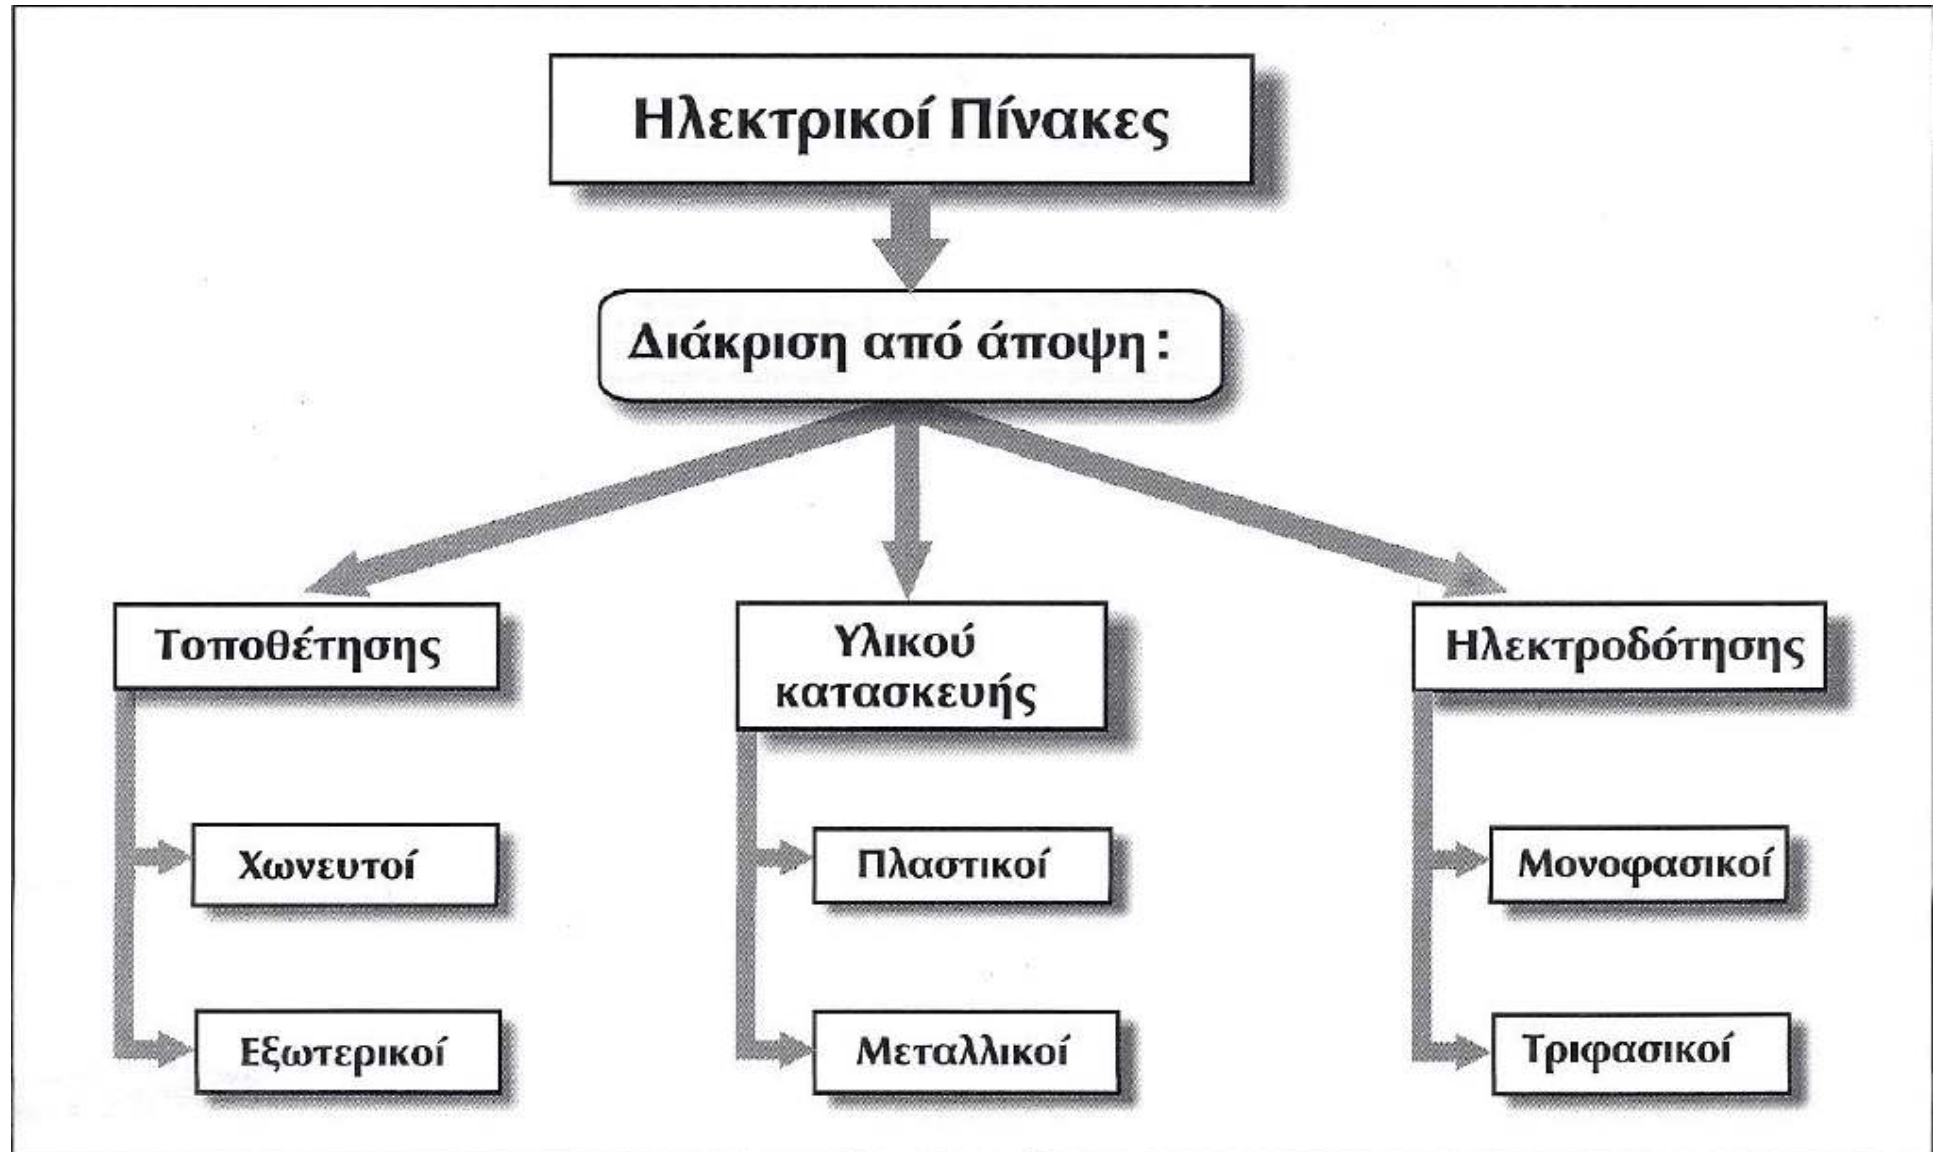 Ηλεκτρικοί Πίνακες
Διάκριση από άποψη:
Τοποθέτησης
Χωνευτοί
Εξωτερικοί
Υλικού
κατασκευής
Πλαστικοί
Μεταλλικοί
Ηλεκτροδότησης
Μονοφασικοί
Τριφασικοί